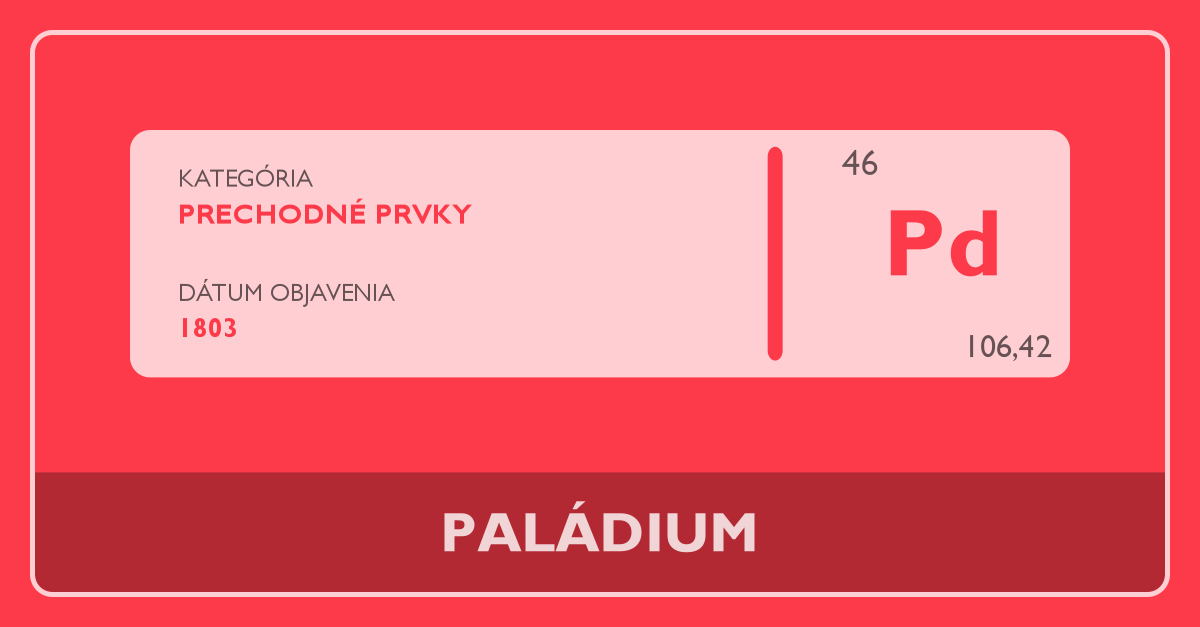 KATEGÓRIA
PRECHODNÉ PRVKY
DÁTUM OBJAVENIA
1803
46
Pd
106,42
PALÁDIUM